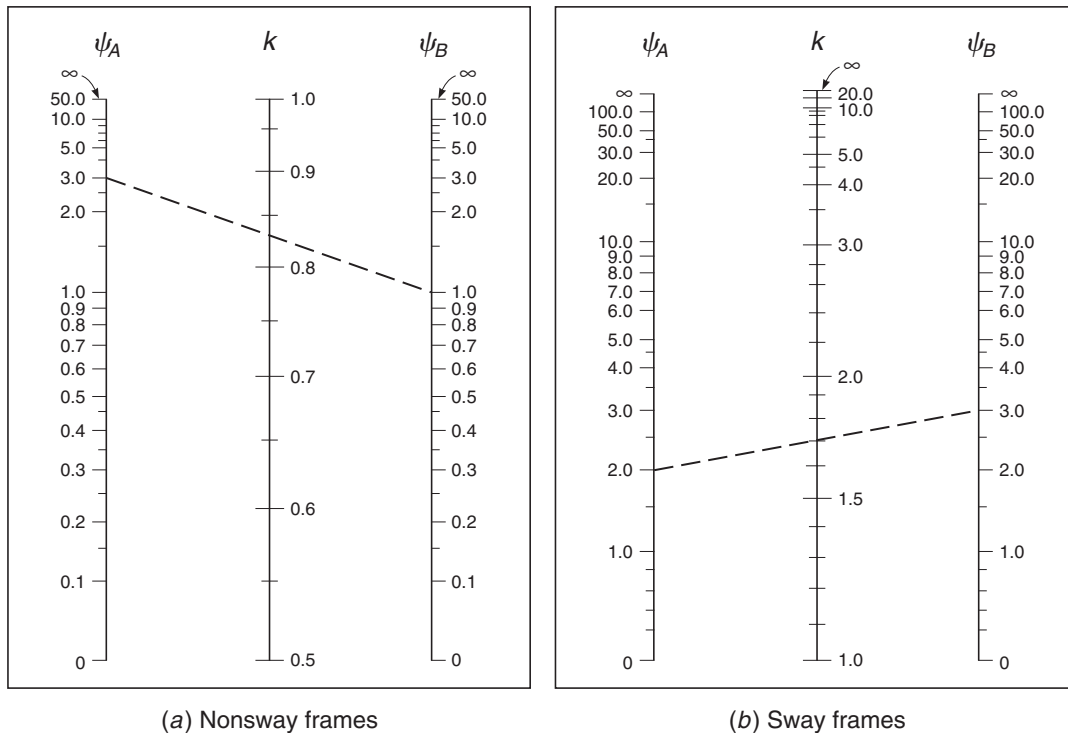 ψA k ψB
∞ ∞
50.0 1.0 50.0
10.0 10.0
5.0 0.9 5.0
3.0 3.0
2.0 2.0
0.8
1.0 1.0
0.9 0.9
0.8 0.8
0.7 0.7
0.6 0.7 0.6
0.5 0.5
0.4 0.4
0.3 0.3
0.6
0.2 0.2
0.1 0.1
0 0.5 0
(a) Nonsway frames
ψA k ψB
∞
∞ 20.0 ∞
100.0 10.0 100.0
50.0 50.0
30.0 5.0 30.0
20.0 4.0 20.0
10.0 3.0 10.0
9.0 9.0
8.0 8.0
7.0 7.0
6.0 6.0
5.0 5.0
4.0 2.0 4.0
3.0 3.0
2.0 2.0
1.5
1.0 1.0
0 1.0 0
(b) Sway frames